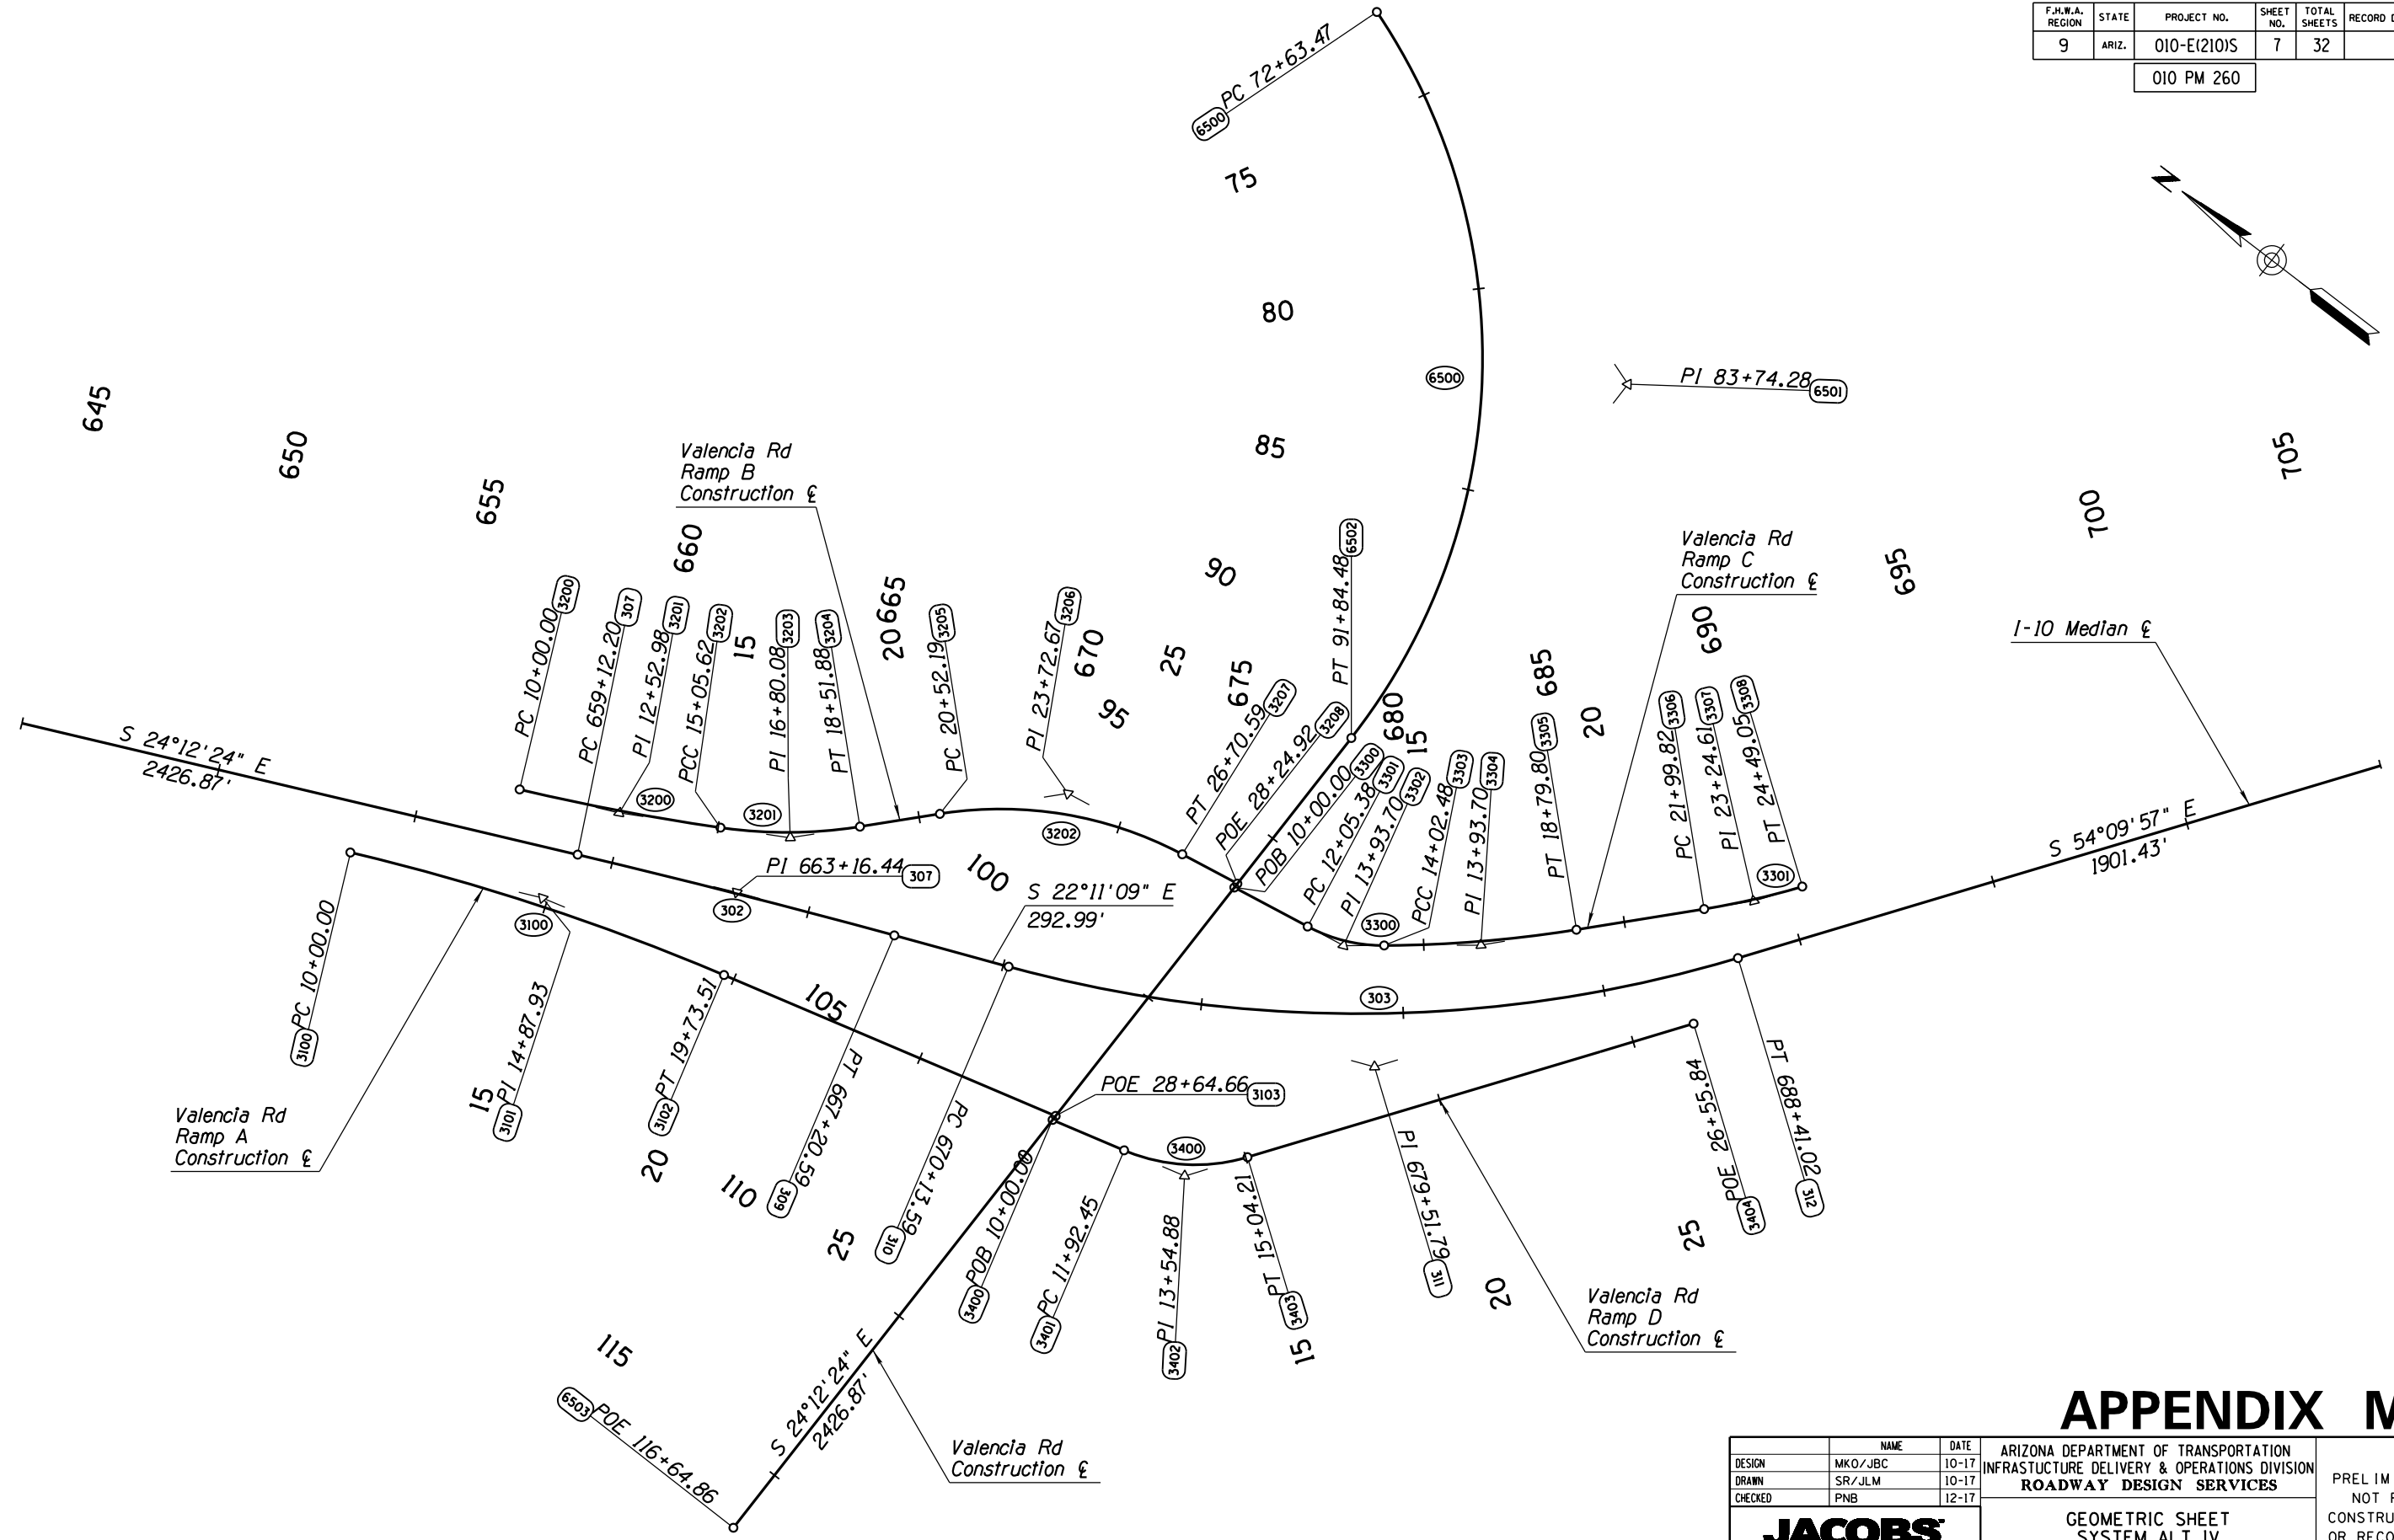 F.H.W.A. REGION
STATE
PROJECT NO.
SHEET NO.
TOTAL SHEETS
9
ARIZ.
010-E(210)S
7
32
010 PM 260
N
PC 72+63.47
6500
75
80
85
90
95
100
105
110
115
6500
PI 83+74.28
6501
PT 91+84.48
6502
645
650
655
660
665
670
675
680
685
690
695
700
705
Valencia Rd
Ramp B
Construction ℄
Valencia Rd
Ramp C
Construction ℄
I-10 Median ℄
S 24°12'24" E
2426.87'
PC 10+00.00
3200
PC 659+12.20
307
PI 12+52.98
3201
PCC 15+05.62
3202
15
PI 16+80.08
3203
PT 18+51.88
3204
20
PC 20+52.19
3205
PI 23+72.67
3206
25
PT 26+70.59
3207
POE 28+24.92
3208
POB 10+00.00
3300
PC 12+05.38
3301
PI 13+93.70
3302
15
PCC 14+02.48
3303
PI 13+93.70
3304
PT 18+79.80
3305
20
PC 21+99.82
3306
PI 23+24.61
3307
PT 24+49.05
3308
3200
3201
3202
3300
3301
S 54°09'57" E
1901.43'
PI 663+16.44
307
302
S 22°11'09" E
292.99'
303
3100
PC 10+00.00
3100
PI 14+87.93
3101
15
PT 19+73.51
3102
20
PT 667+20.59
309
25
PC 670+13.59
310
POE 28+64.66
3103
Valencia Rd
Ramp A
Construction ℄
POB 10+00.00
3400
PC 11+92.45
3401
3400
PI 13+54.88
3402
PT 15+04.21
3403
15
PI 679+51.79
311
20
25
POE 26+55.84
3404
PT 688+41.02
312
Valencia Rd
Ramp D
Construction ℄
S 24°12'24" E
2426.87'
Valencia Rd
Construction ℄
POE 116+64.86
6503
APPENDIX
NAME
DATE
DESIGN
MKO/JBC
10-17
DRAWN
SR/JLM
10-17
CHECKED
PNB
12-17
JACOBS
ARIZONA DEPARTMENT OF TRANSPORTATION
INFRASTUCTURE DELIVERY & OPERATIONS DIVISION
ROADWAY DESIGN SERVICES
GEOMETRIC SHEET
SYSTEM ALT IV
PRELIM
NOT
CONSTRU
OR RECO